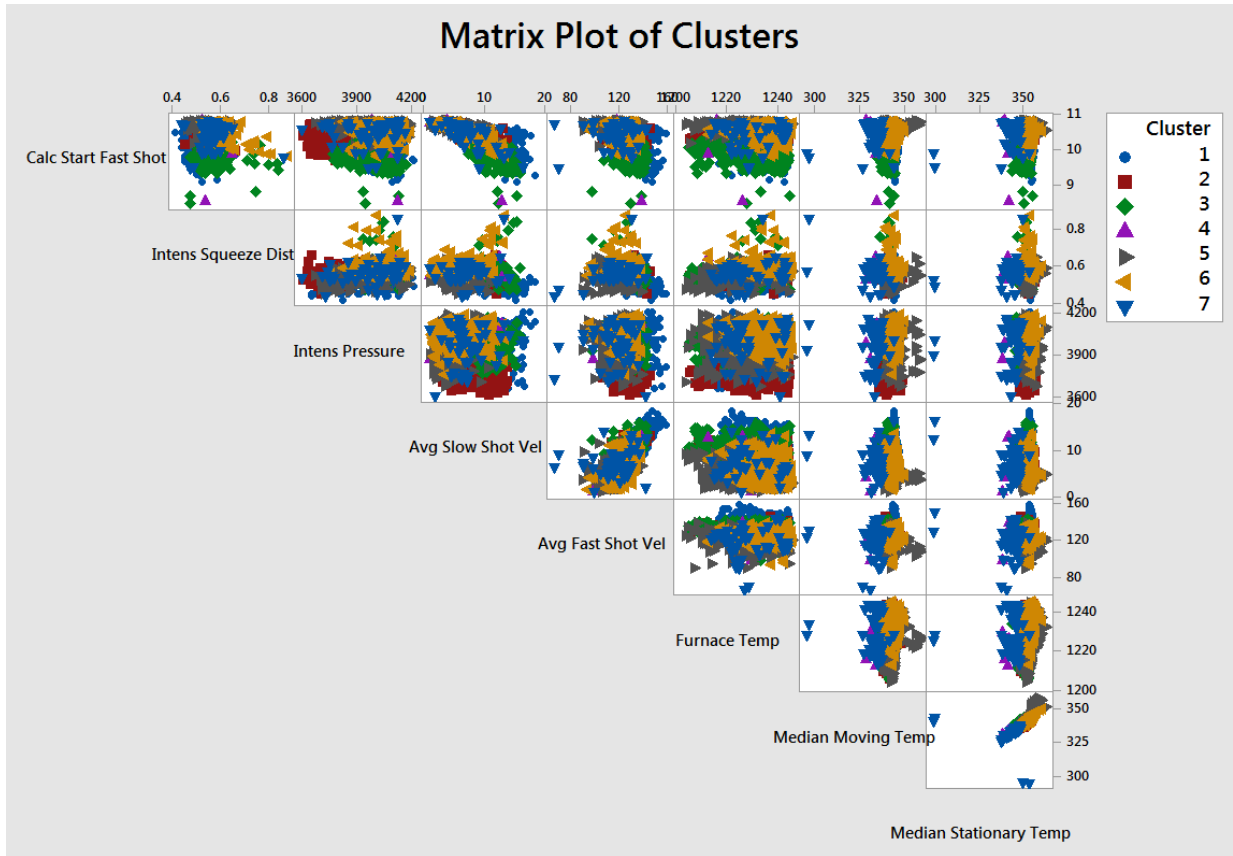 Matrix Plot of Clusters
0.4 0.6 0.8 3600 3900 4200 0 10 20 80 120 160 1200 1220 1240 300 325 350 300 325 350
Calc Start Fast Shot
11
10
9
Intens Squeeze Dist
0.8
0.6
0.4
Intens Pressure
4200
3900
3600
Avg Slow Shot Vel
20
10
0
Avg Fast Shot Vel
160
120
80
Furnace Temp
1240
1220
1200
Median Moving Temp
350
325
300
Median Stationary Temp
Cluster
1
2
3
4
5
6
7